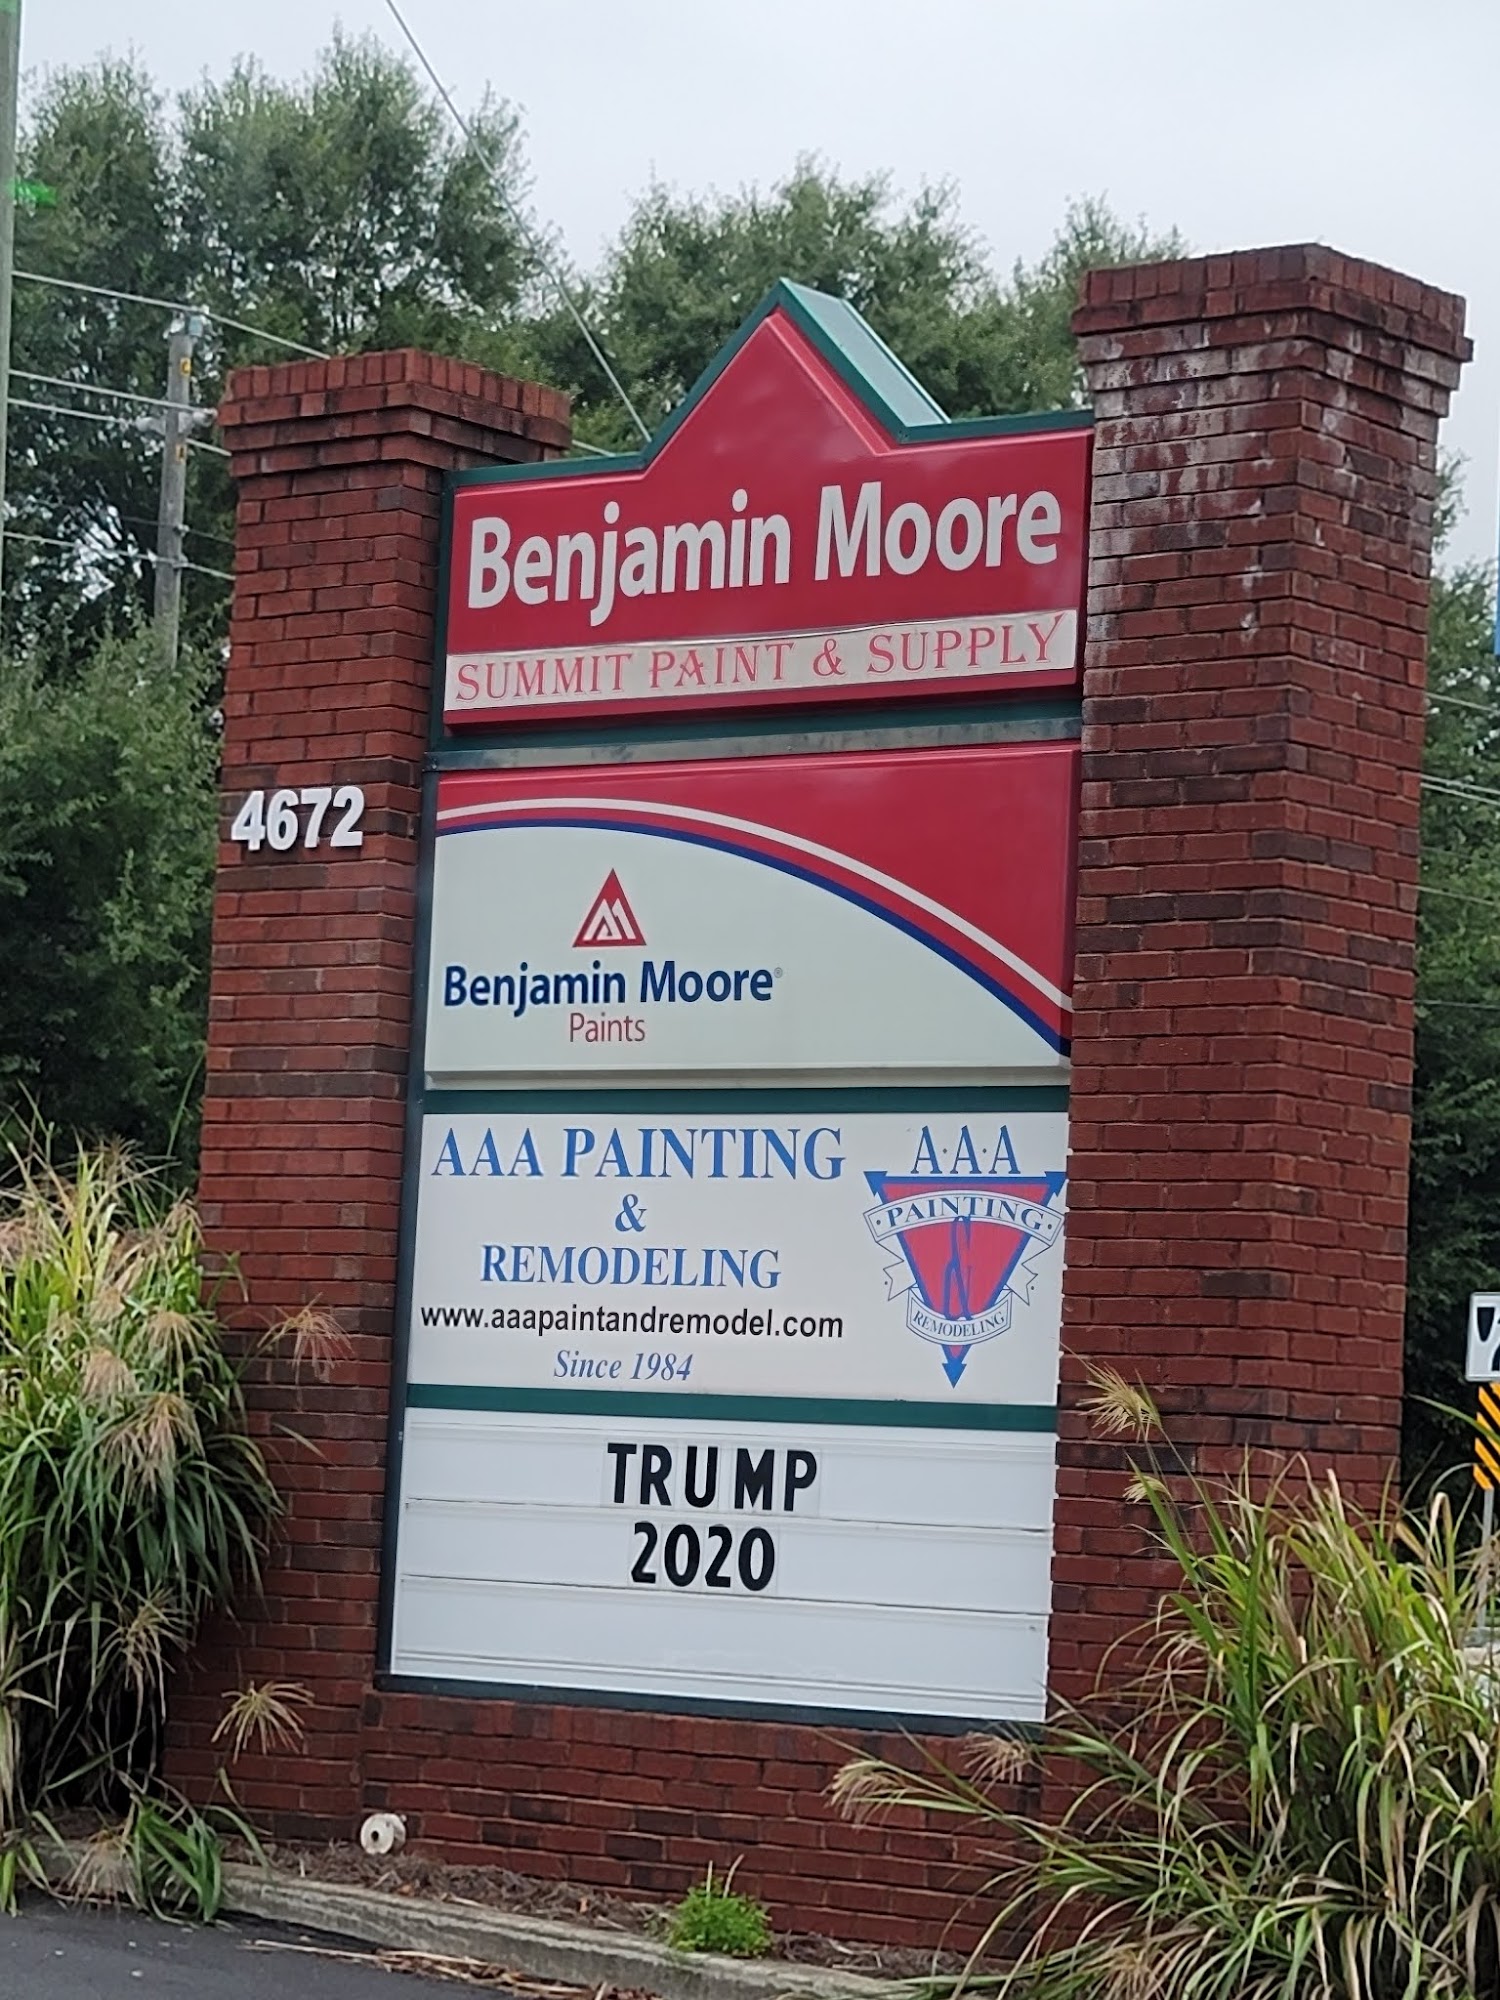 Benjamin Moore
SUMMIT PAINT & SUPPLY
4672
Benjamin Moore®
Paints
AAA PAINTING
&
REMODELING
www.aaapaintandremodel.com
Since 1984
A·A·A
·PAINTING·
&
REMODELING
TRUMP
2020